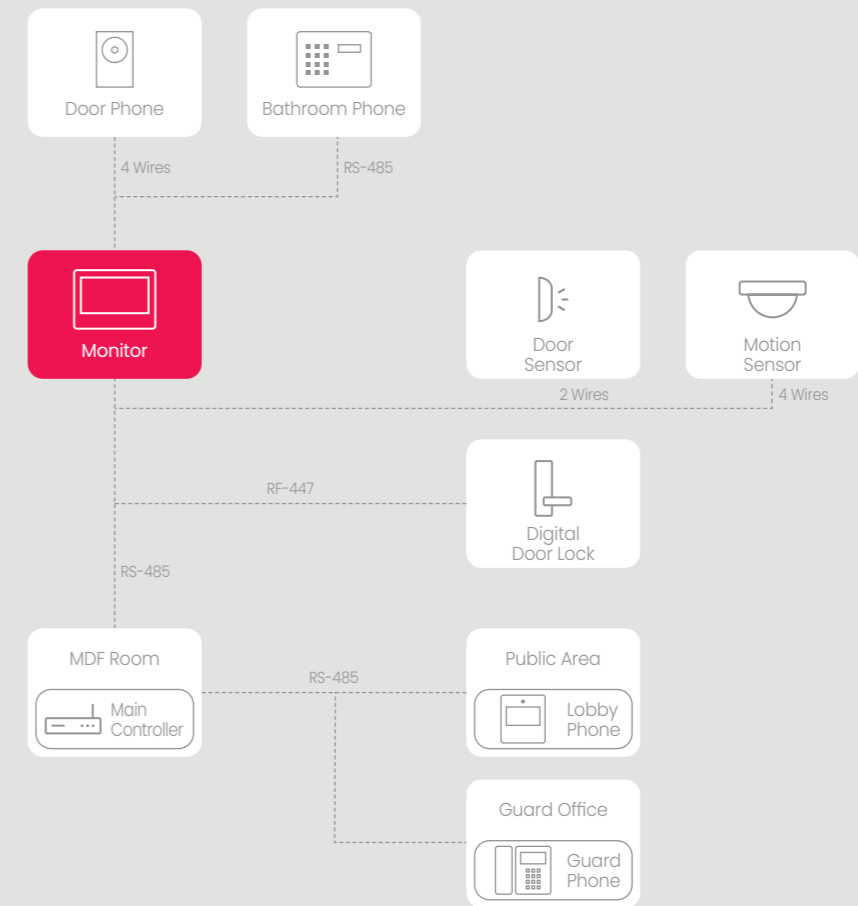 Door Phone
Bathroom Phone
4 Wires
RS-485
Monitor
Door
Sensor
Motion
Sensor
2 Wires
4 Wires
RF-447
Digital
Door Lock
RS-485
MDF Room
Main
Controller
RS-485
Public Area
Lobby
Phone
Guard Office
Guard
Phone